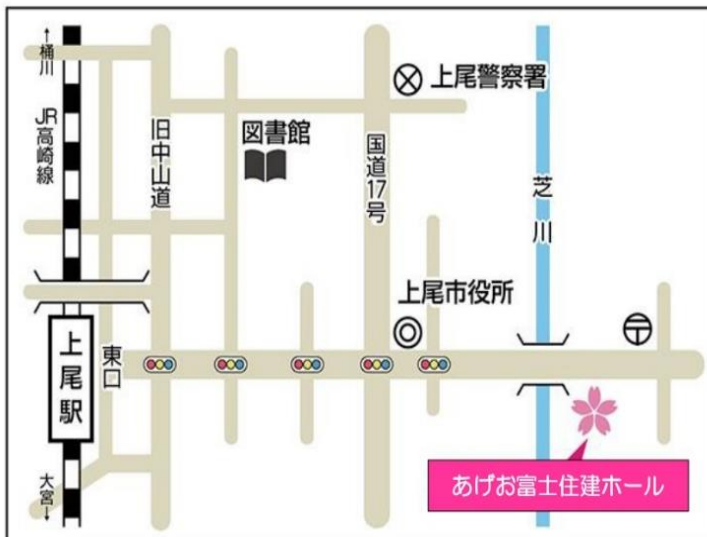 ↑桶川
JR高崎線
旧中山道
図書館
国道17号
上尾警察署
芝川
上尾市役所
上尾駅
東口
大宮↓
あげお富士住建ホール